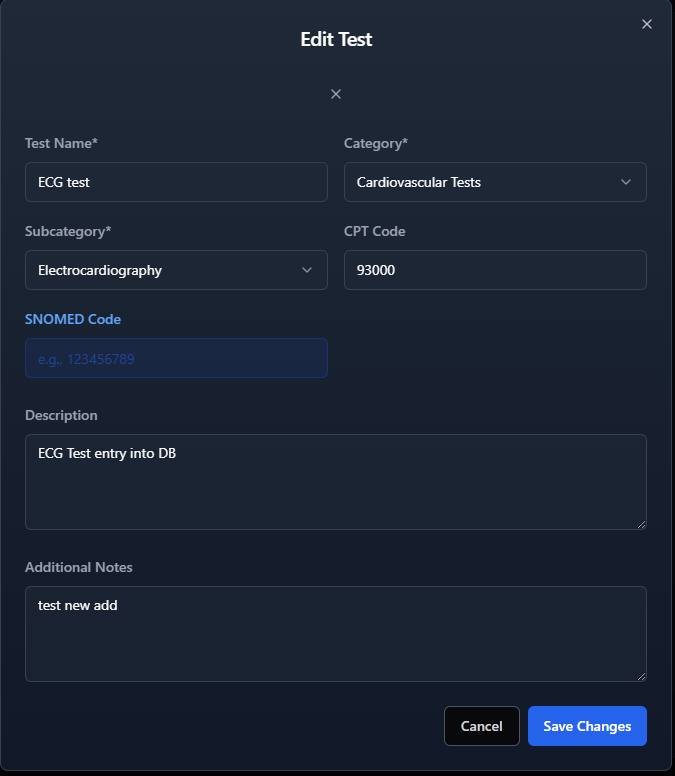 Edit Test
Test Name*
Category*
ECG test
Cardiovascular Tests
Subcategory*
CPT Code
Electrocardiography
93000
SNOMED Code
e.g., 123456789
Description
ECG Test entry into DB
Additional Notes
test new add
Cancel
Save Changes